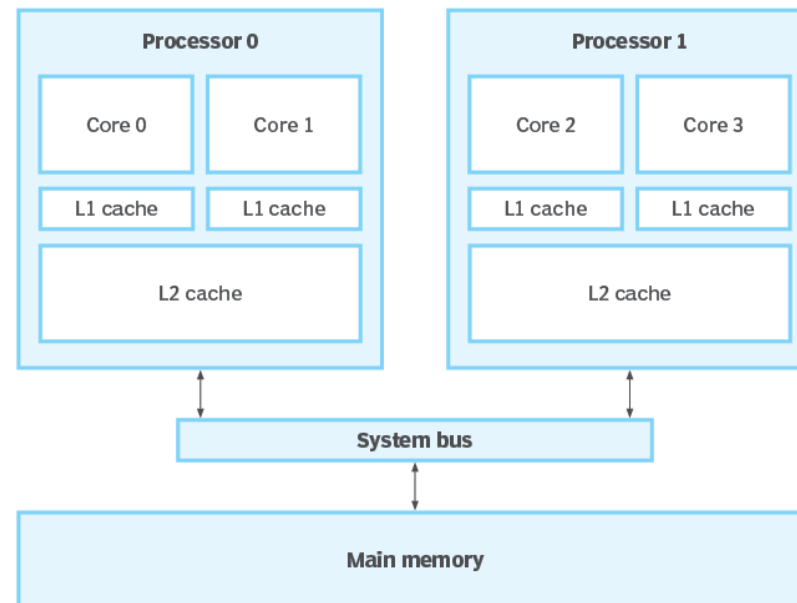 Processor 0
Processor 1
Core 0
Core 1
Core 2
Core 3
L1 cache
L1 cache
L1 cache
L1 cache
L2 cache
L2 cache
System bus
Main memory